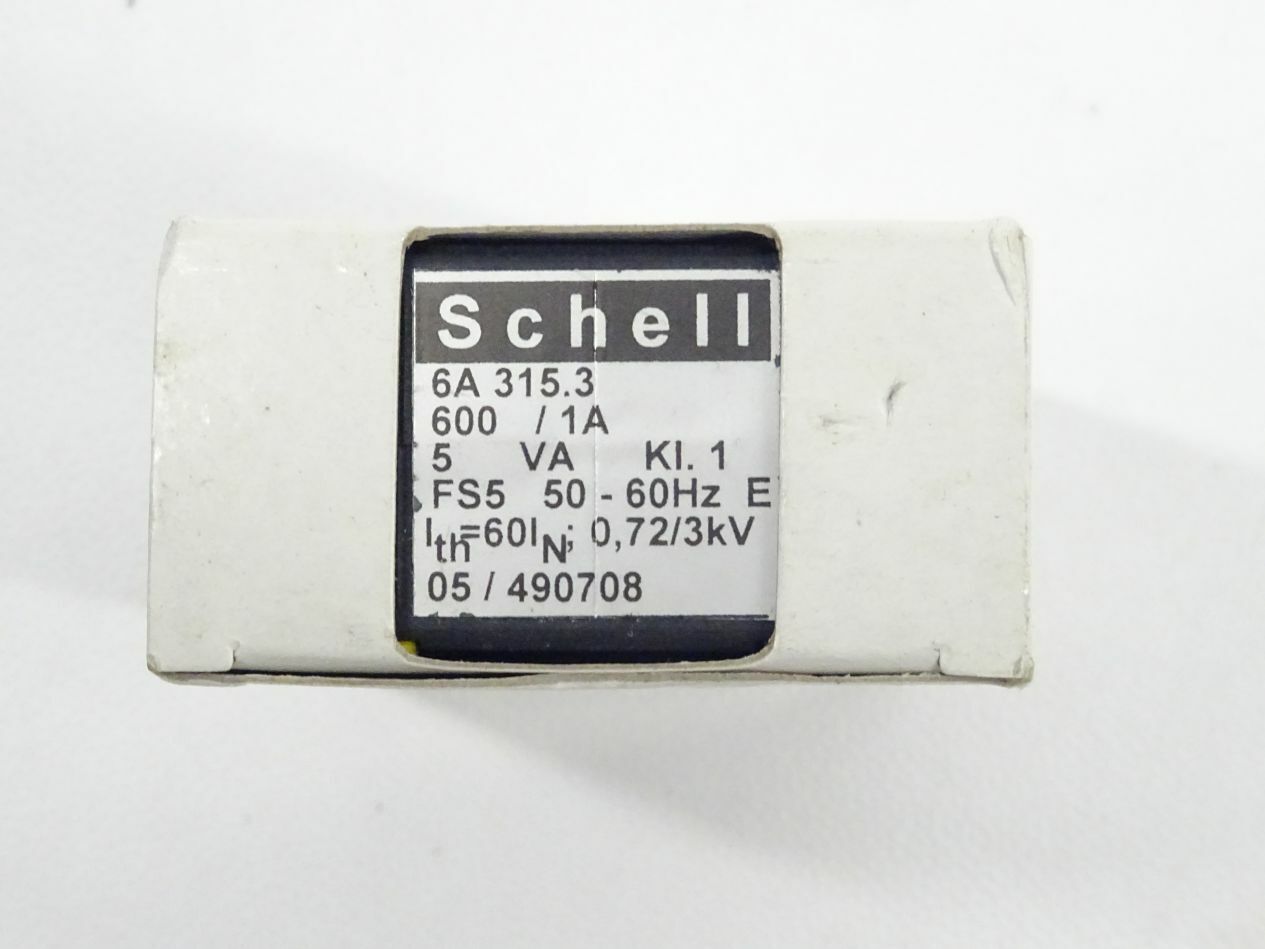 Schell
6A 315.3
600 / 1A
5 VA Kl. 1
FS5 50 - 60Hz E
Ith=60IN; 0,72/3kV
05 / 490708